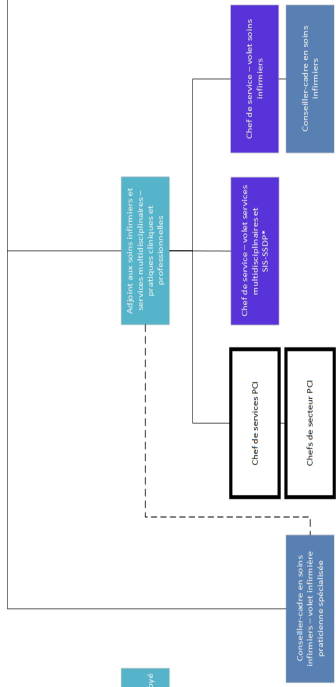 Adjoint aux soins infirmiers et
services multidisciplinaires –
pratiques cliniques et
professionnelles
Chef de service – volet soins
infirmiers
Conseiller-cadre en soins
infirmiers
Chef de service – volet services
multidisciplinaires et
SIS-SSDP*
Chef de services PCI
Chefs de secteur PCI
Conseiller-cadre en soins
infirmiers – volet infirmière
praticienne spécialisée